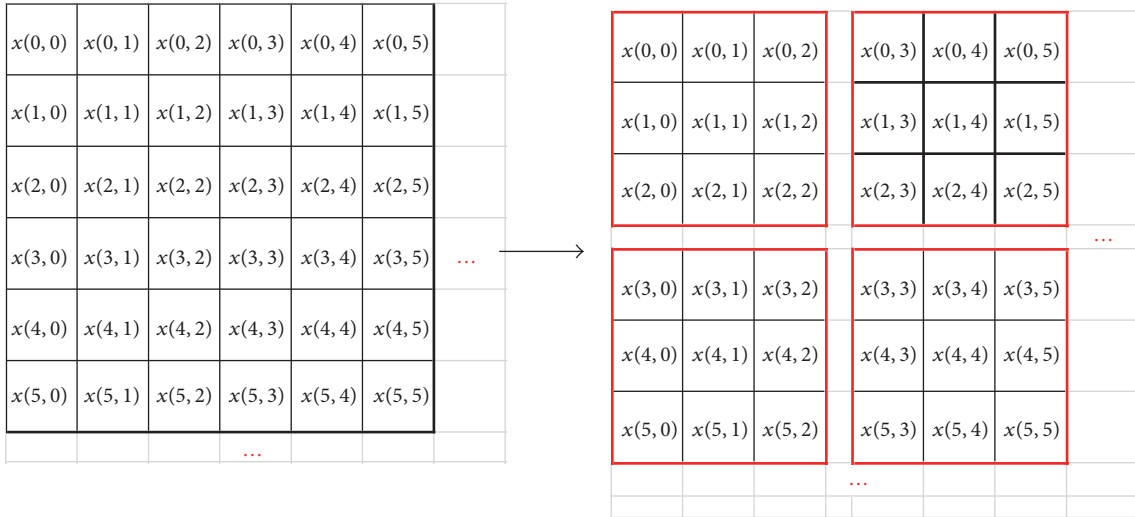 x(0, 0) x(0, 1) x(0, 2) x(0, 3) x(0, 4) x(0, 5)
x(1, 0) x(1, 1) x(1, 2) x(1, 3) x(1, 4) x(1, 5)
x(2, 0) x(2, 1) x(2, 2) x(2, 3) x(2, 4) x(2, 5)
x(3, 0) x(3, 1) x(3, 2) x(3, 3) x(3, 4) x(3, 5) ...
x(4, 0) x(4, 1) x(4, 2) x(4, 3) x(4, 4) x(4, 5)
x(5, 0) x(5, 1) x(5, 2) x(5, 3) x(5, 4) x(5, 5)
...
x(0, 0) x(0, 1) x(0, 2) x(0, 3) x(0, 4) x(0, 5)
x(1, 0) x(1, 1) x(1, 2) x(1, 3) x(1, 4) x(1, 5)
x(2, 0) x(2, 1) x(2, 2) x(2, 3) x(2, 4) x(2, 5)
...
x(3, 0) x(3, 1) x(3, 2) x(3, 3) x(3, 4) x(3, 5)
x(4, 0) x(4, 1) x(4, 2) x(4, 3) x(4, 4) x(4, 5)
x(5, 0) x(5, 1) x(5, 2) x(5, 3) x(5, 4) x(5, 5)
...